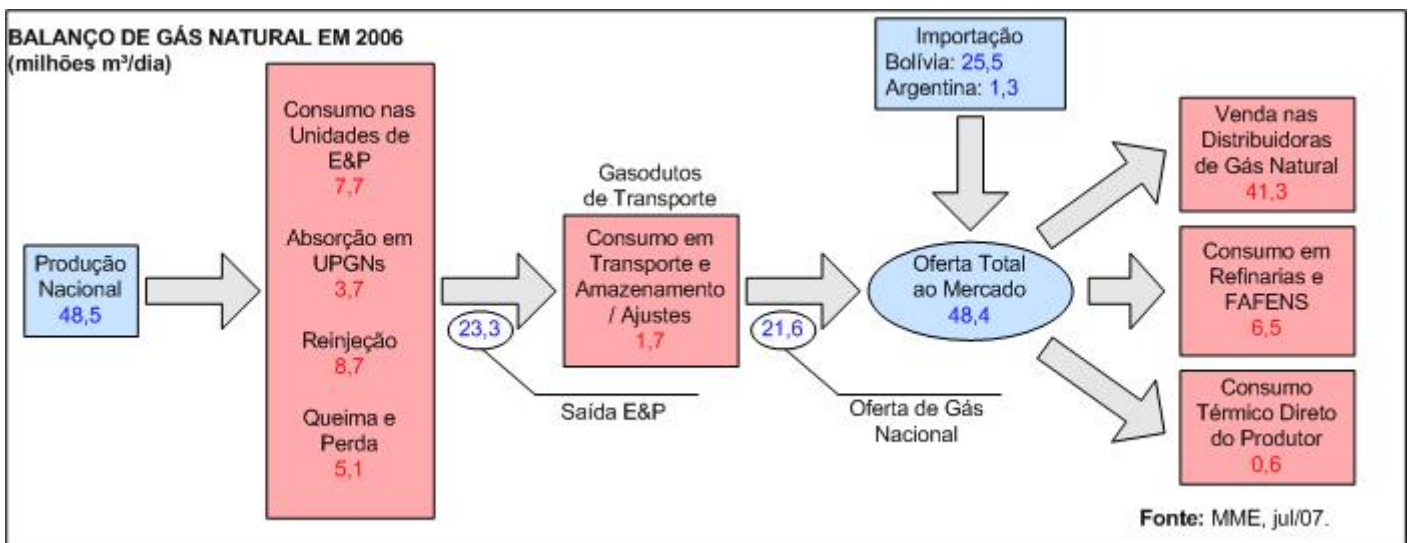 BALANÇO DE GÁS NATURAL EM 2006
(milhões m³/dia)
Produção
Nacional
48,5
Consumo nas
Unidades de
E&P
7,7
Absorção em
UPGNs
3,7
Reinjeção
8,7
Queima e
Perda
5,1
23,3
Saída E&P
Gasodutos
de Transporte
Consumo em
Transporte e
Amazenamento
/ Ajustes
1,7
21,6
Oferta de Gás
Nacional
Importação
Bolívia: 25,5
Argentina: 1,3
Oferta Total
ao Mercado
48,4
Venda nas
Distribuidoras
de Gás Natural
41,3
Consumo em
Refinarias e
FAFENS
6,5
Consumo
Térmico Direto
do Produtor
0,6
Fonte: MME, jul/07.